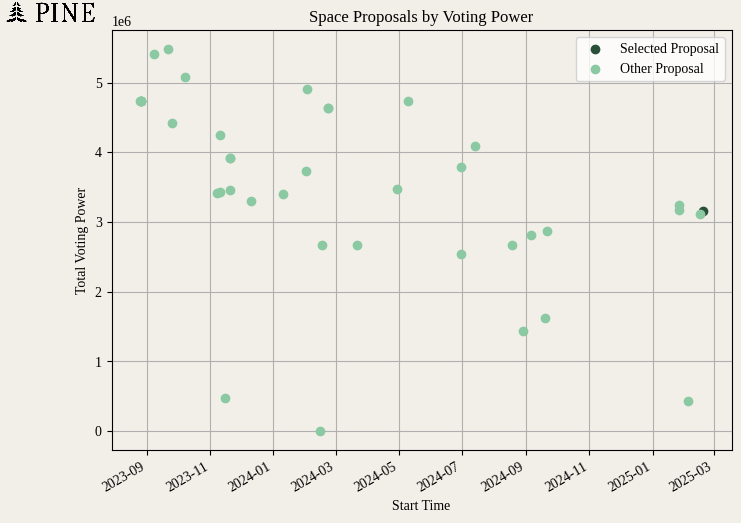 PINE
Space Proposals by Voting Power
1e6
Selected Proposal
Other Proposal
5
4
3
2
1
0
Total Voting Power
2023-09
2023-11
2024-01
2024-03
2024-05
2024-07
2024-09
2024-11
2025-01
2025-03
Start Time